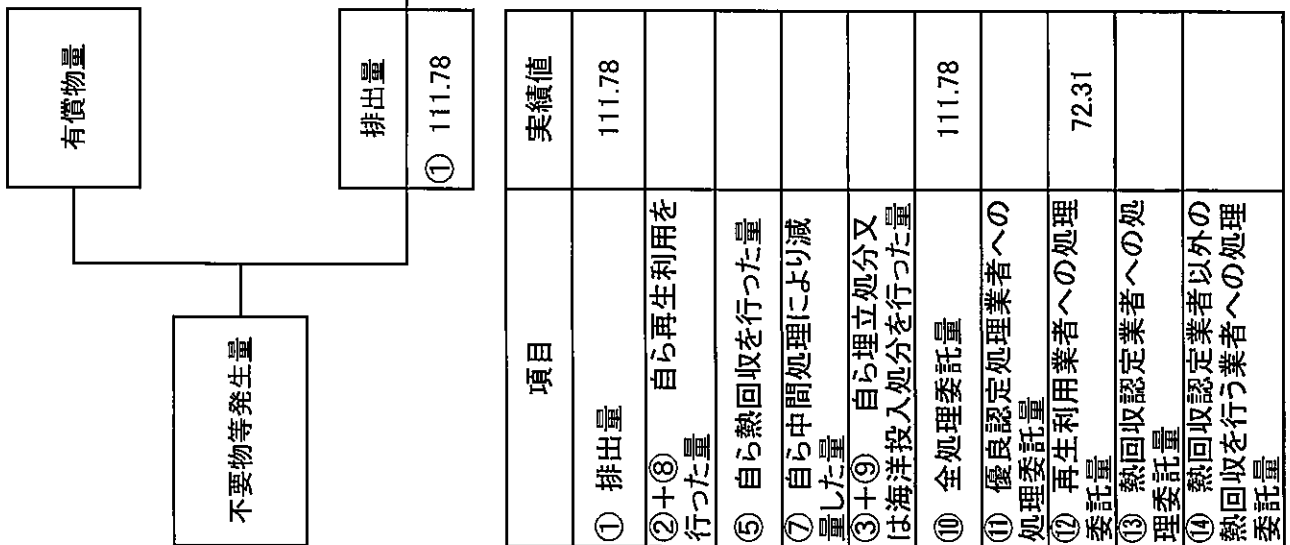 有償物量
不要物等発生量
排出量
① 111.78
項目
実績値
① 排出量
111.78
②+⑧ 自ら再生利用を
行った量
⑤ 自ら熱回収を行った量
⑦ 自ら中間処理により減
量した量
③+⑨ 自ら埋立処分又
は海洋投入処分を行った量
⑩ 全処理委託量
111.78
⑪ 優良認定処理業者への
処理委託量
⑫ 再生利用業者への処理
委託量
72.31
⑬ 熱回収認定業者への処
理委託量
⑭ 熱回収認定業者以外の
熱回収を行う業者への処理
委託量